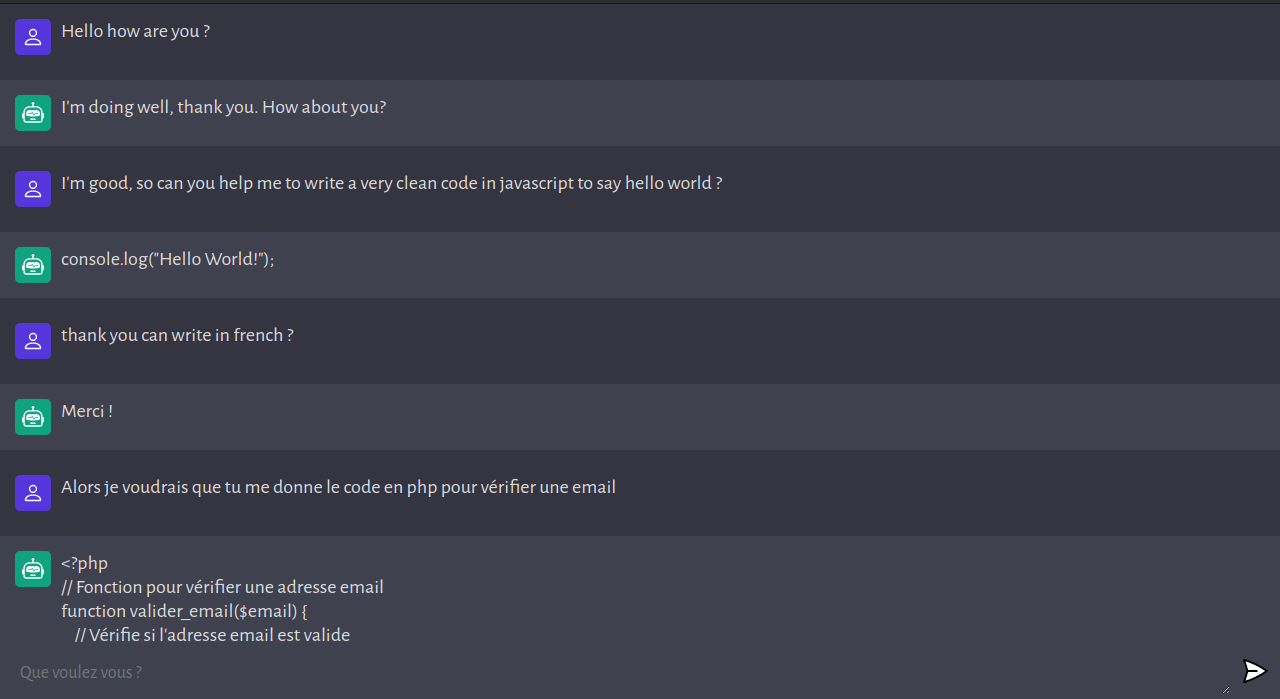 Hello how are you ?
I'm doing well, thank you. How about you?
I'm good, so can you help me to write a very clean code in javascript to say hello world ?
console.log("Hello World!");
thank you can write in french ?
Merci !
Alors je voudrais que tu me donne le code en php pour vérifier une email
<?php
// Fonction pour vérifier une adresse email
function valider_email($email) {
// Vérifie si l'adresse email est valide
Que voulez vous ?